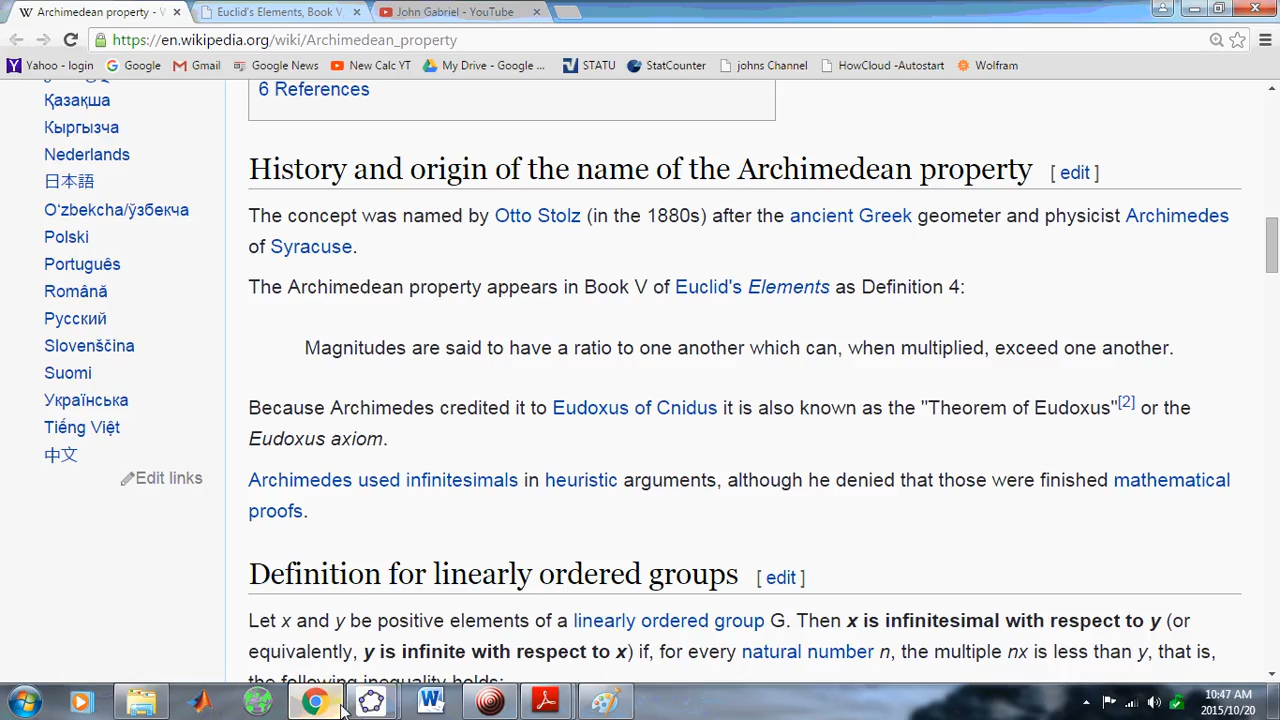 Archimedean property - W
Euclid's Elements, Book V
John Gabriel - YouTube
https://en.wikipedia.org/wiki/Archimedean_property
Yahoo - login
Google
Gmail
Google News
New Calc YT
My Drive - Google ...
STATU
StatCounter
johns Channel
HowCloud -Autostart
Wolfram
Қазақша
Кыргызча
Nederlands
日本語
Oʻzbekcha/ўзбекча
Polski
Português
Română
Русский
Slovenščina
Suomi
Українська
Tiếng Việt
中文
Edit links
6 References
History and origin of the name of the Archimedean property [ edit ]
The concept was named by Otto Stolz (in the 1880s) after the ancient Greek geometer and physicist Archimedes
of Syracuse.
The Archimedean property appears in Book V of Euclid's Elements as Definition 4:
Magnitudes are said to have a ratio to one another which can, when multiplied, exceed one another.
Because Archimedes credited it to Eudoxus of Cnidus it is also known as the "Theorem of Eudoxus"[2] or the
Eudoxus axiom.
Archimedes used infinitesimals in heuristic arguments, although he denied that those were finished mathematical
proofs.
Definition for linearly ordered groups [ edit ]
Let x and y be positive elements of a linearly ordered group G. Then x is infinitesimal with respect to y (or
equivalently, y is infinite with respect to x) if, for every natural number n, the multiple nx is less than y, that is,
the following inequality holds:
10:47 AM
2015/10/20